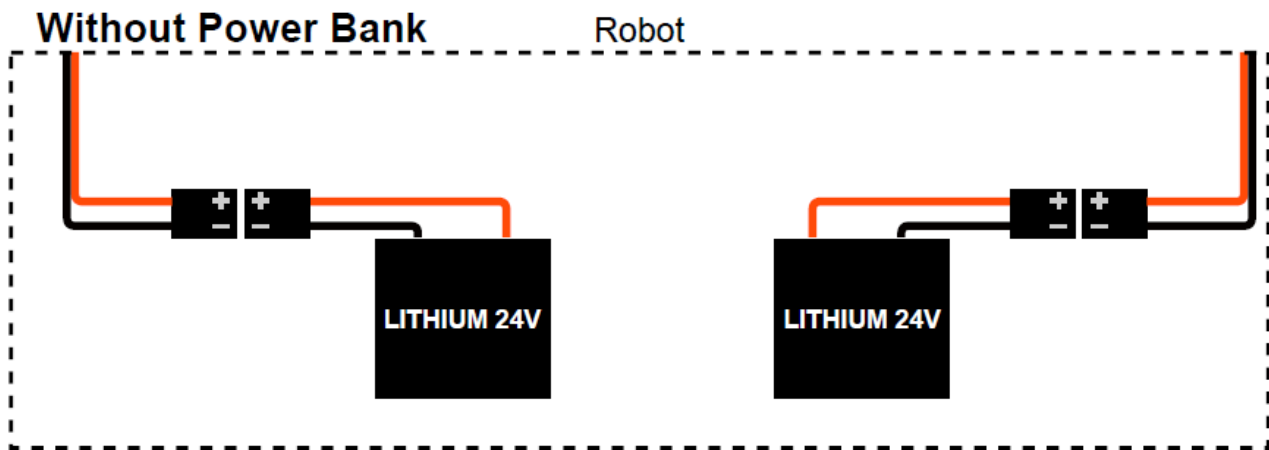 Without Power Bank Robot
+ + + +
− − − −
LITHIUM 24V LITHIUM 24V